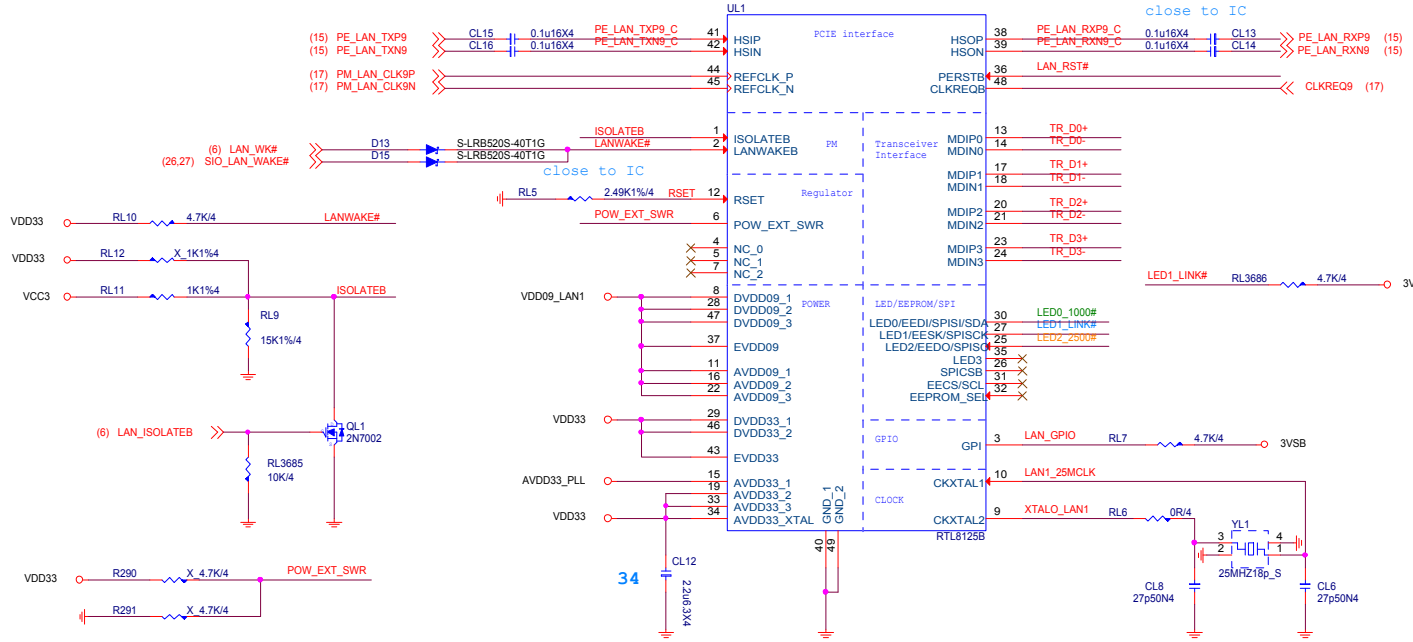 UL1
close to IC
PCIE interface
(15) PE_LAN_TXP9 CL15 0.1u16X4 PE_LAN_TXP9_C 41 HSIP
(15) PE_LAN_TXN9 CL16 0.1u16X4 PE_LAN_TXN9_C 42 HSIN
HSOP 38 PE_LAN_RXP9_C 0.1u16X4 CL13 PE_LAN_RXP9 (15)
HSON 39 PE_LAN_RXN9_C 0.1u16X4 CL14 PE_LAN_RXN9 (15)
(17) PM_LAN_CLK9P 44 REFCLK_P
(17) PM_LAN_CLK9N 45 REFCLK_N
PERSTB 36 LAN_RST#
CLKREQB 48 CLKREQ9 (17)
ISOLATEB 1 ISOLATEB
(6) LAN_WK# D13 S-LRB520S-40T1G LANWAKE# 2 LANWAKEB
(26,27) SIO_LAN_WAKE# D15 S-LRB520S-40T1G
PM
Transceiver
Interface
MDIP0 13 TR_D0+
MDIN0 14 TR_D0-
MDIP1 17 TR_D1+
MDIN1 18 TR_D1-
MDIP2 20 TR_D2+
MDIN2 21 TR_D2-
MDIP3 23 TR_D3+
MDIN3 24 TR_D3-
close to IC
Regulator
RL5 2.49K1%/4 RSET 12 RSET
POW_EXT_SWR 6 POW_EXT_SWR
4 NC_0
5 NC_1
7 NC_2
VDD33 RL10 4.7K/4 LANWAKE#
VDD33 RL12 X_1K1%4
VCC3 RL11 1K1%4 ISOLATEB
RL9
15K1%/4
(6) LAN_ISOLATEB
QL1
2N7002
RL3685
10K/4
LED1_LINK# RL3686 4.7K/4 3V
POWER
VDD09_LAN1 8 DVDD09_1
28 DVDD09_2
47 DVDD09_3
37 EVDD09
11 AVDD09_1
16 AVDD09_2
22 AVDD09_3
VDD33 29 DVDD33_1
46 DVDD33_2
43 EVDD33
AVDD33_PLL 15 AVDD33_1
19 AVDD33_2
33 AVDD33_3
VDD33 34 AVDD33_XTAL
LED/EEPROM/SPI
LED0/EEDI/SPISI/SDA 30 LED0_1000#
LED1/EESK/SPISCK 27 LED1_LINK#
LED2/EEDO/SPISO 25 LED2_2500#
LED3 35
SPICSB 26
EECS/SCL 31
EEPROM_SEL 32
GPIO
GPI 3 LAN_GPIO RL7 4.7K/4 3VSB
CLOCK
CKXTAL1 10 LAN1_25MCLK
CKXTAL2 9 XTALO_LAN1 RL6 0R/4
GND_1 40
GND_2 49
RTL8125B
YL1
3 4
2 1
25MHZ18p_S
CL8
27p50N4
CL6
27p50N4
CL12
2.2u6.3X4
34
VDD33 R290 X_4.7K/4 POW_EXT_SWR
R291 X_4.7K/4